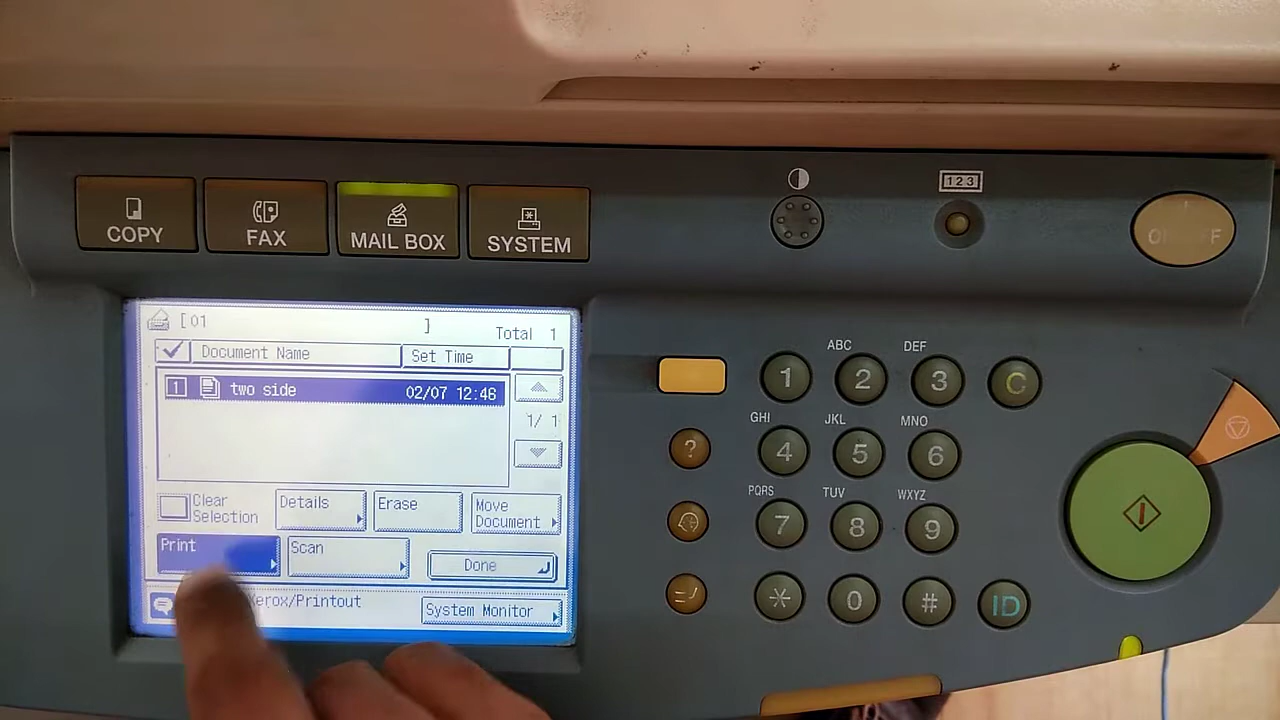 COPY
FAX
MAIL BOX
SYSTEM
123
[01 ]
Total 1
Document Name
Set Time
1 two side 02/07 12:46
1/ 1
Clear
Selection
Details
Erase
Move
Document
Print
Scan
Done
/Printout
System Monitor
ABC
DEF
1
2
3
C
GHI
JKL
MNO
?
4
5
6
PQRS
TUV
WXYZ
7
8
9
*
0
#
ID